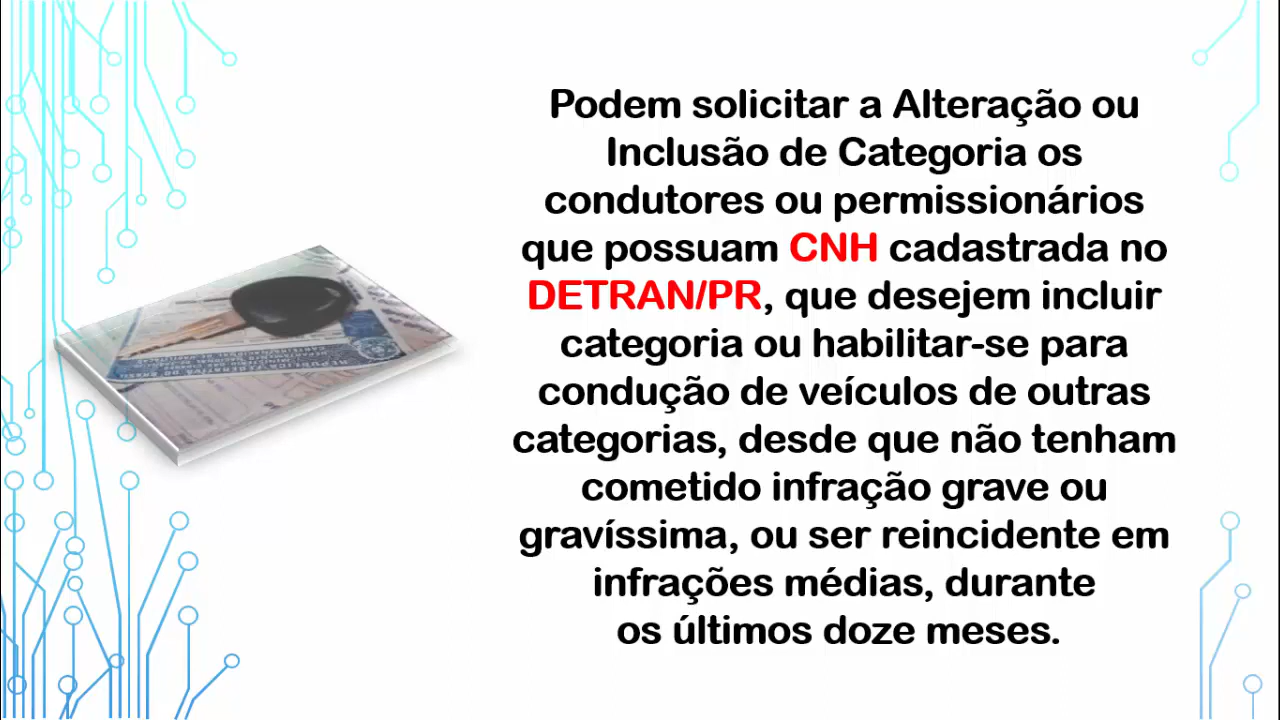 Podem solicitar a Alteração ou
Inclusão de Categoria os
condutores ou permissionários
que possuam CNH cadastrada no
DETRAN/PR, que desejem incluir
categoria ou habilitar-se para
condução de veículos de outras
categorias, desde que não tenham
cometido infração grave ou
gravíssima, ou ser reincidente em
infrações médias, durante
os últimos doze meses.